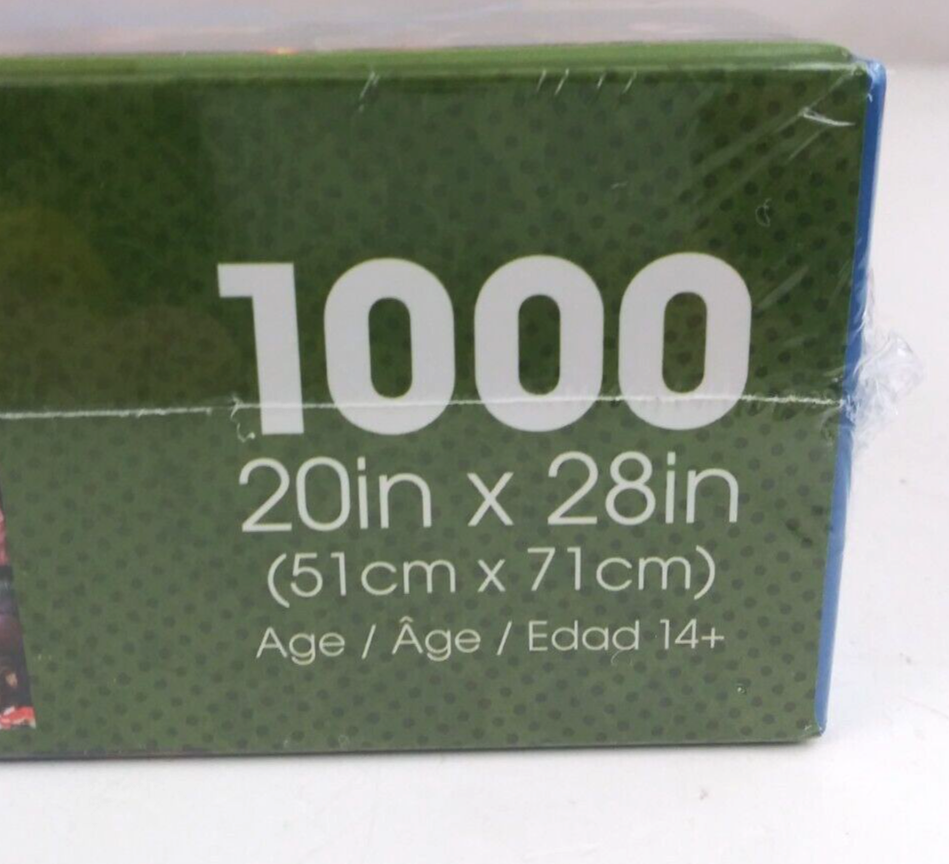 1000
20in x 28in
(51cm x 71cm)
Age / Âge / Edad 14+